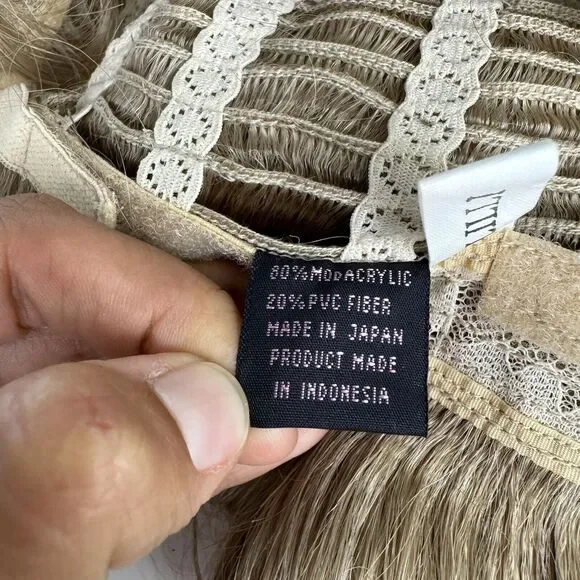 80% MODACRYLIC
20% PVC FIBER
MADE IN JAPAN
PRODUCT MADE
IN INDONESIA